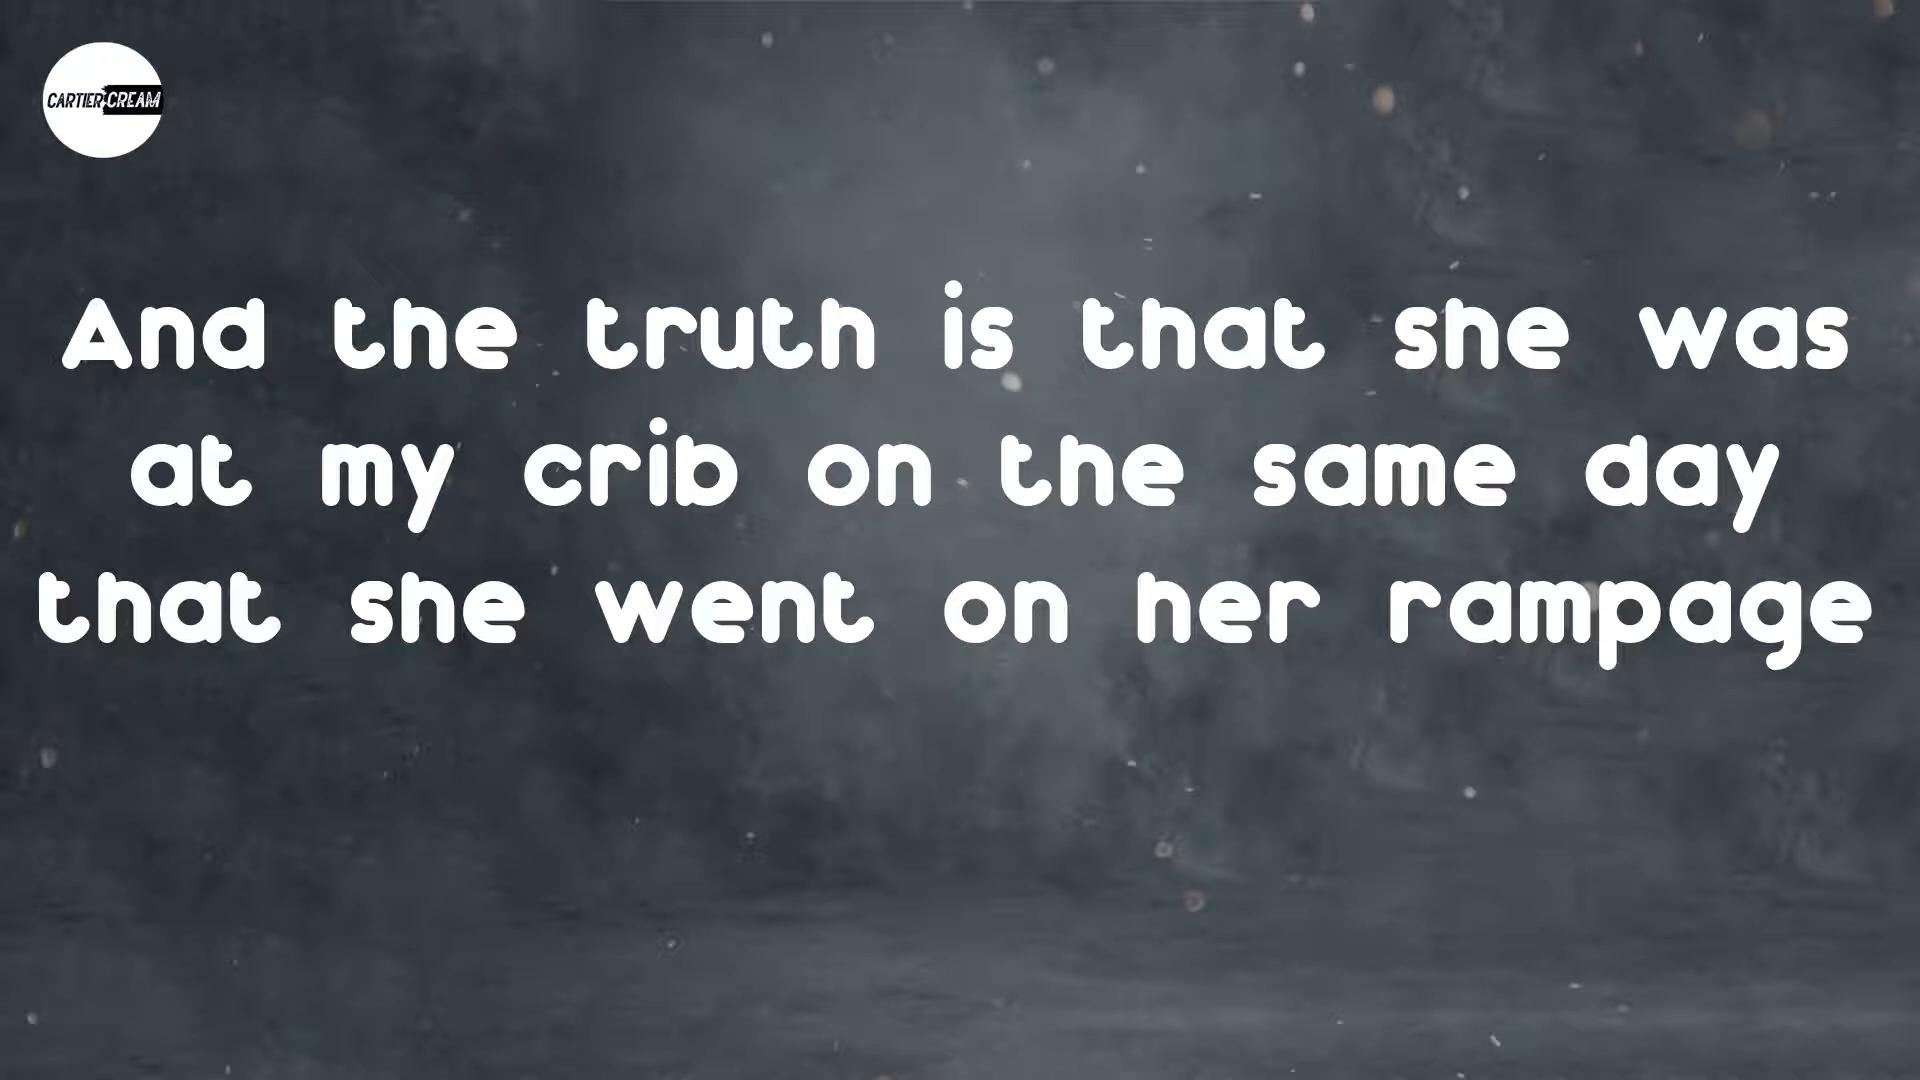 CARTIER CREAM
And the truth is that she was
at my crib on the same day
that she went on her rampage